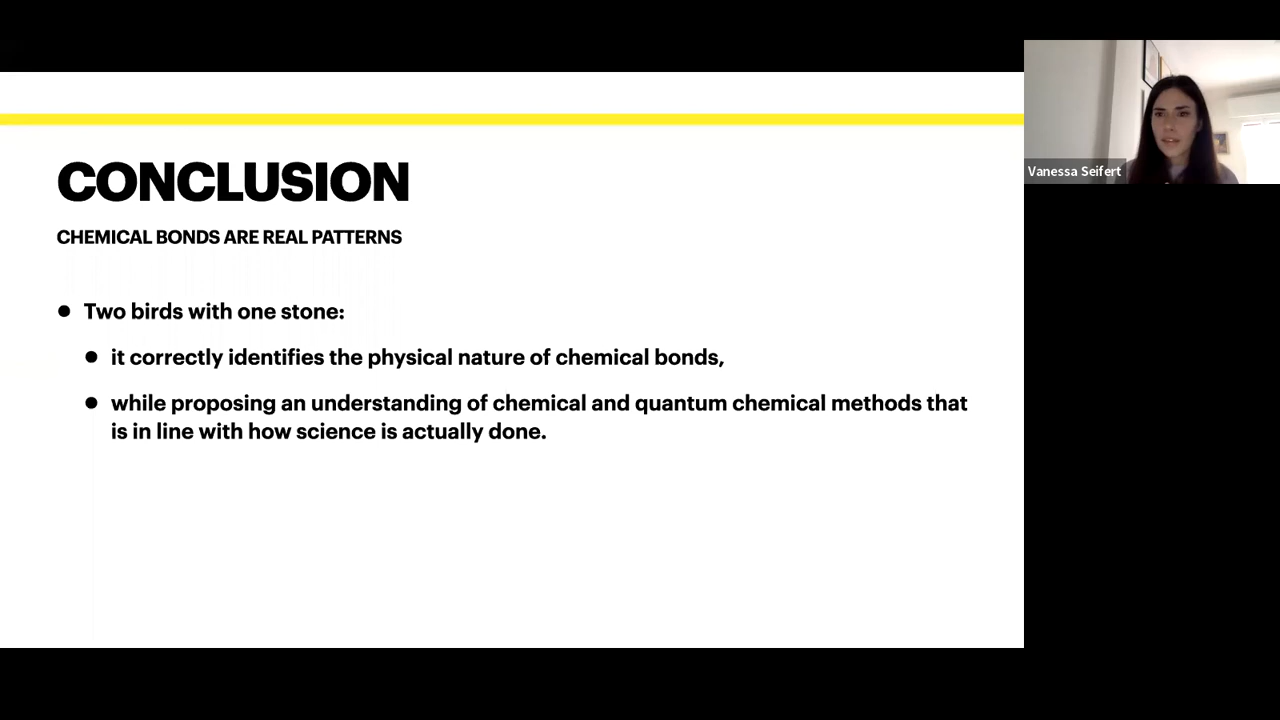 CONCLUSION
CHEMICAL BONDS ARE REAL PATTERNS
● Two birds with one stone:
● it correctly identifies the physical nature of chemical bonds,
● while proposing an understanding of chemical and quantum chemical methods that
is in line with how science is actually done.
Vanessa Seifert